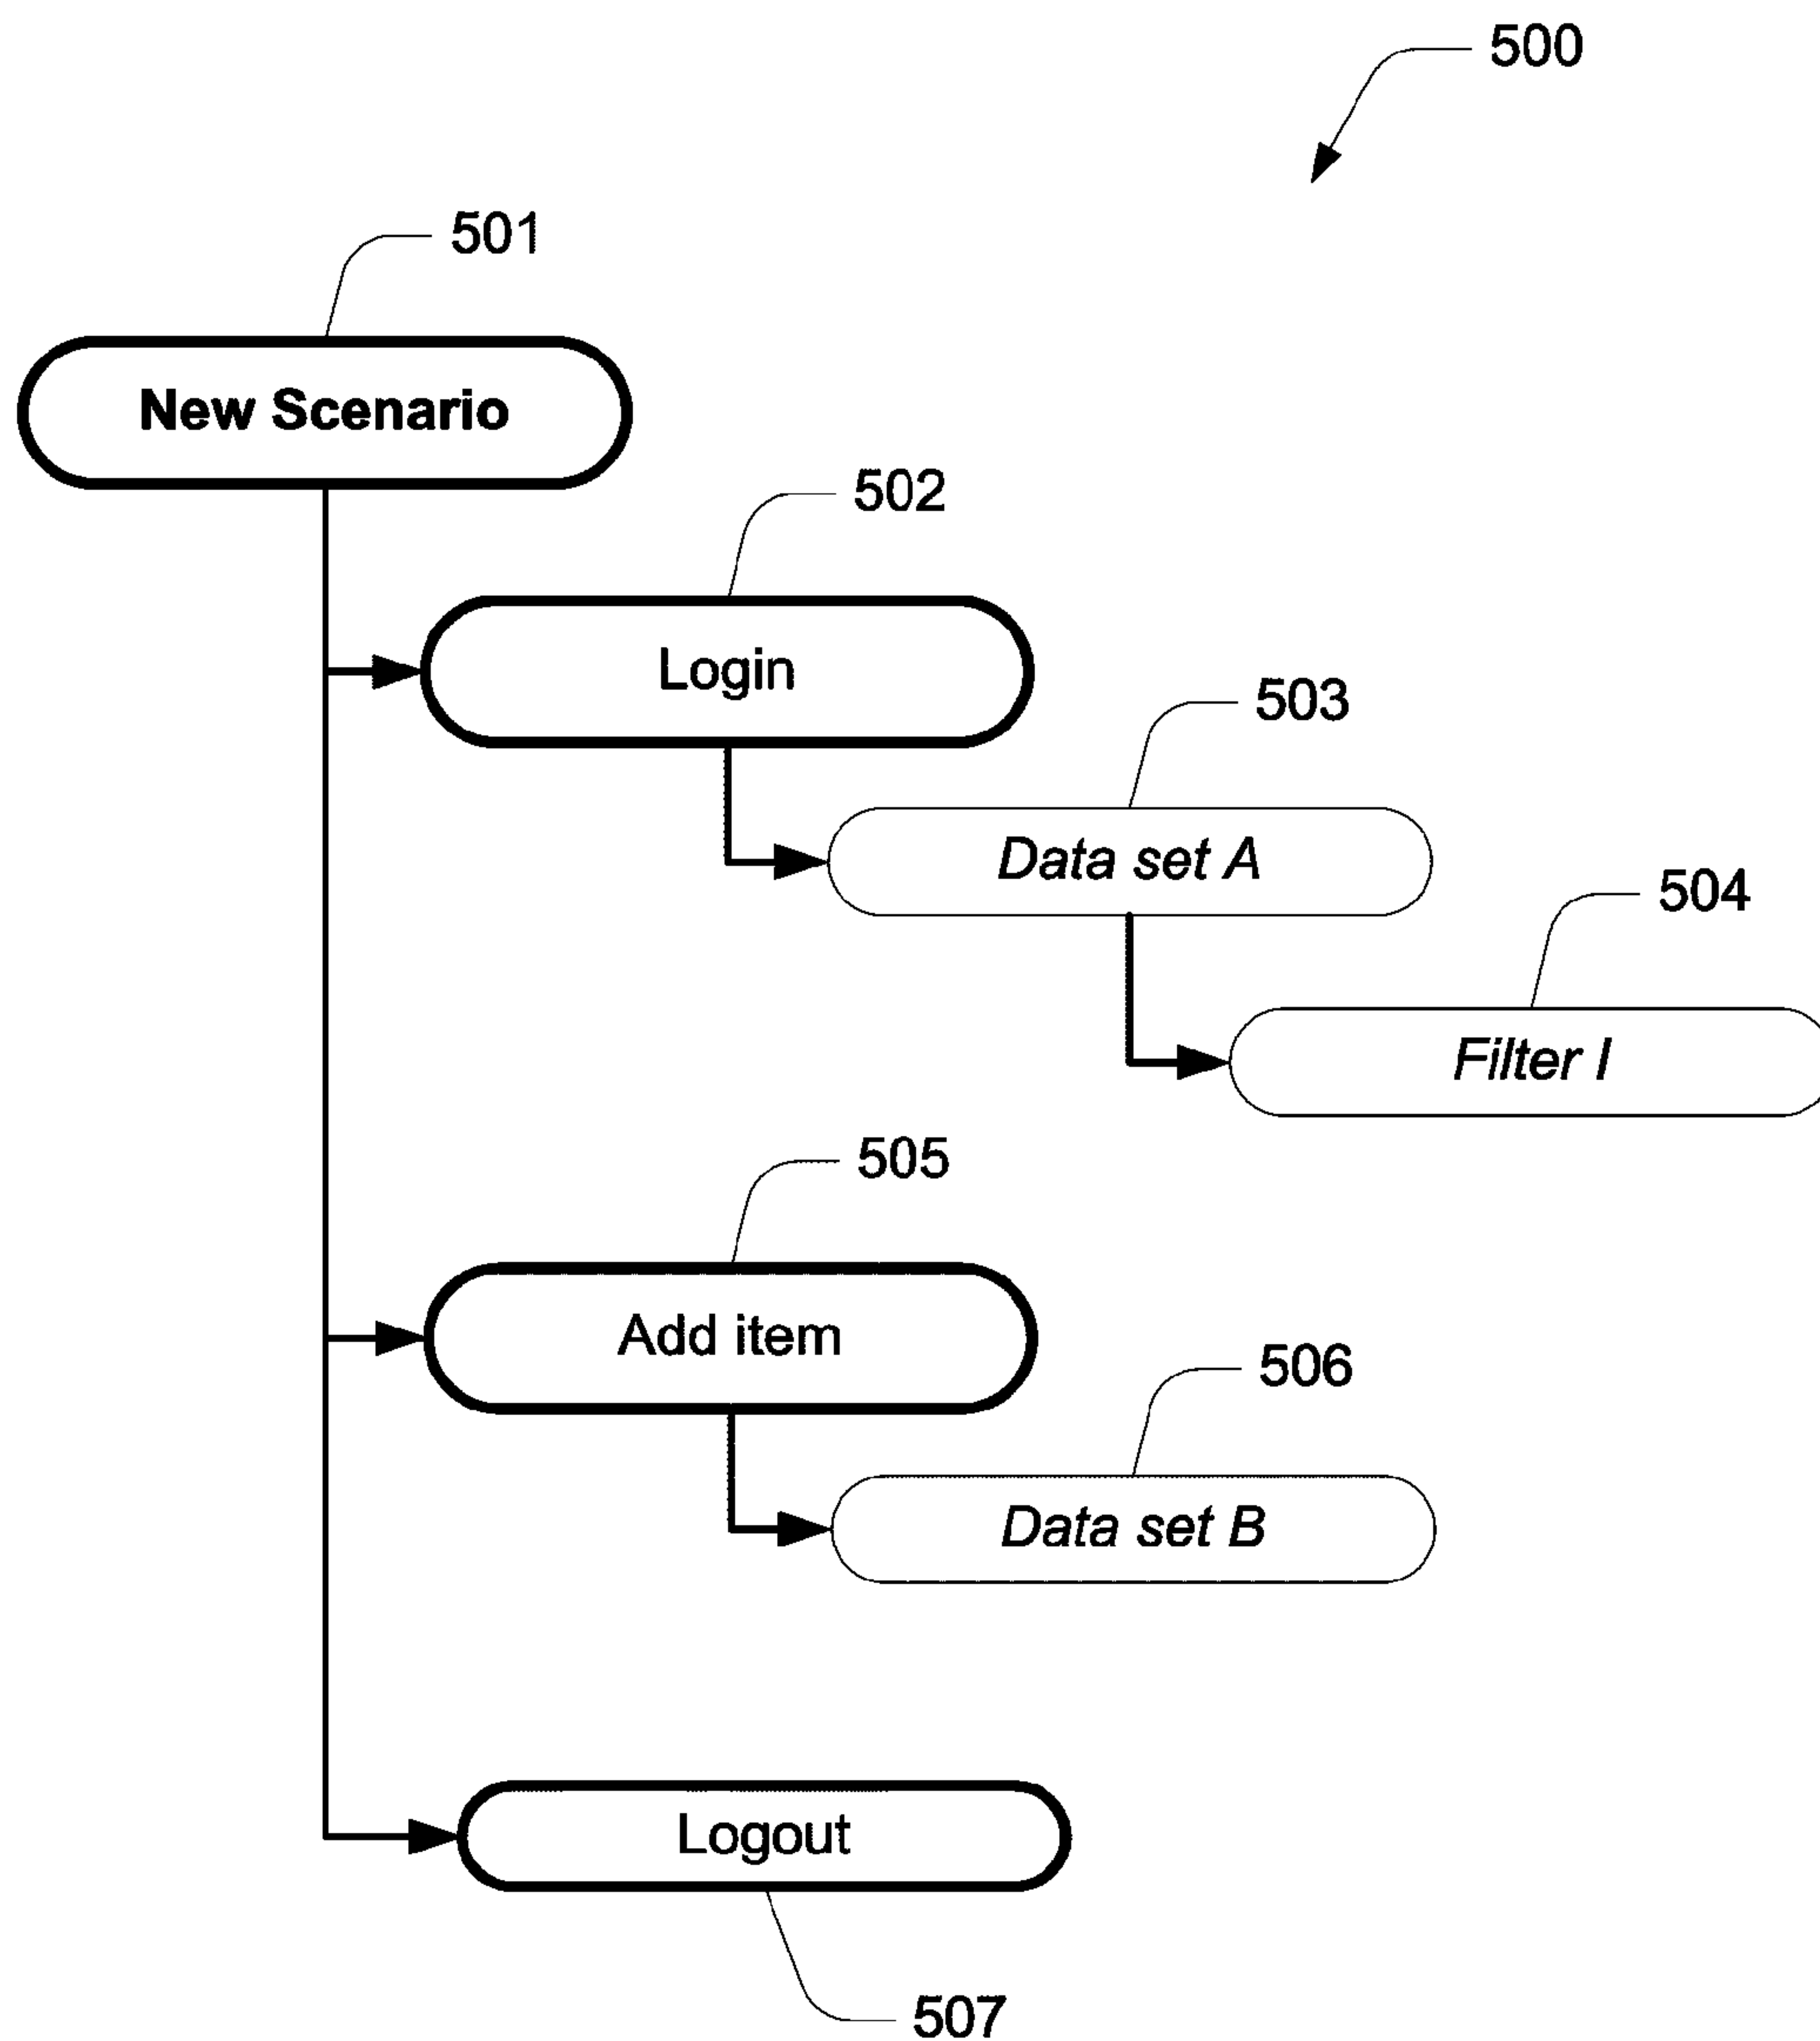 500
501
New Scenario
502
Login
503
Data set A
504
Filter I
505
Add item
506
Data set B
Logout
507